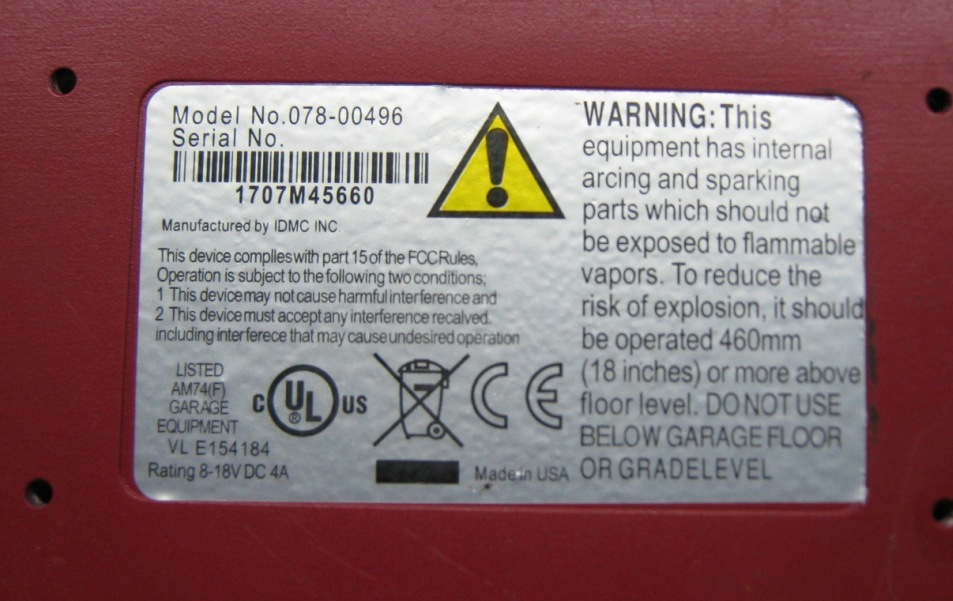 Model No.078-00496
Serial No.
1707M45660
Manufactured by IDMC INC.
This device complies with part 15 of the FCC Rules,
Operation is subject to the following two conditions;
1 This device may not cause harmful interference and
2 This device must accept any interference recalved.
including interferece that may cause undesired operation
LISTED
AM74(F)
GARAGE
EQUIPMENT
VL E154184
Rating 8-18V DC 4A
C UL US
®
CE
Made in USA
WARNING: This
equipment has internal
arcing and sparking
parts which should not
be exposed to flammable
vapors. To reduce the
risk of explosion, it should
be operated 460mm
(18 inches) or more above
floor level. DO NOT USE
BELOW GARAGE FLOOR
OR GRADELEVEL